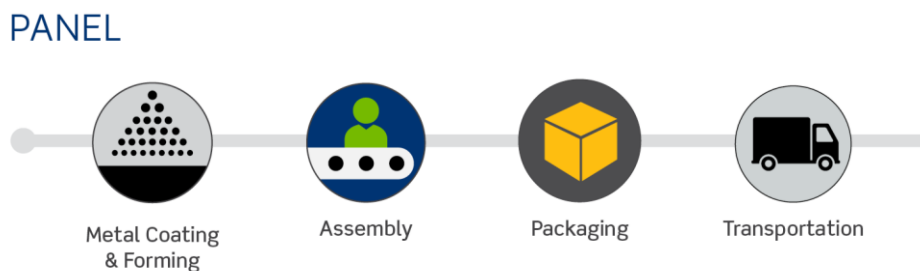 PANEL
Metal Coating
& Forming
Assembly
Packaging
Transportation